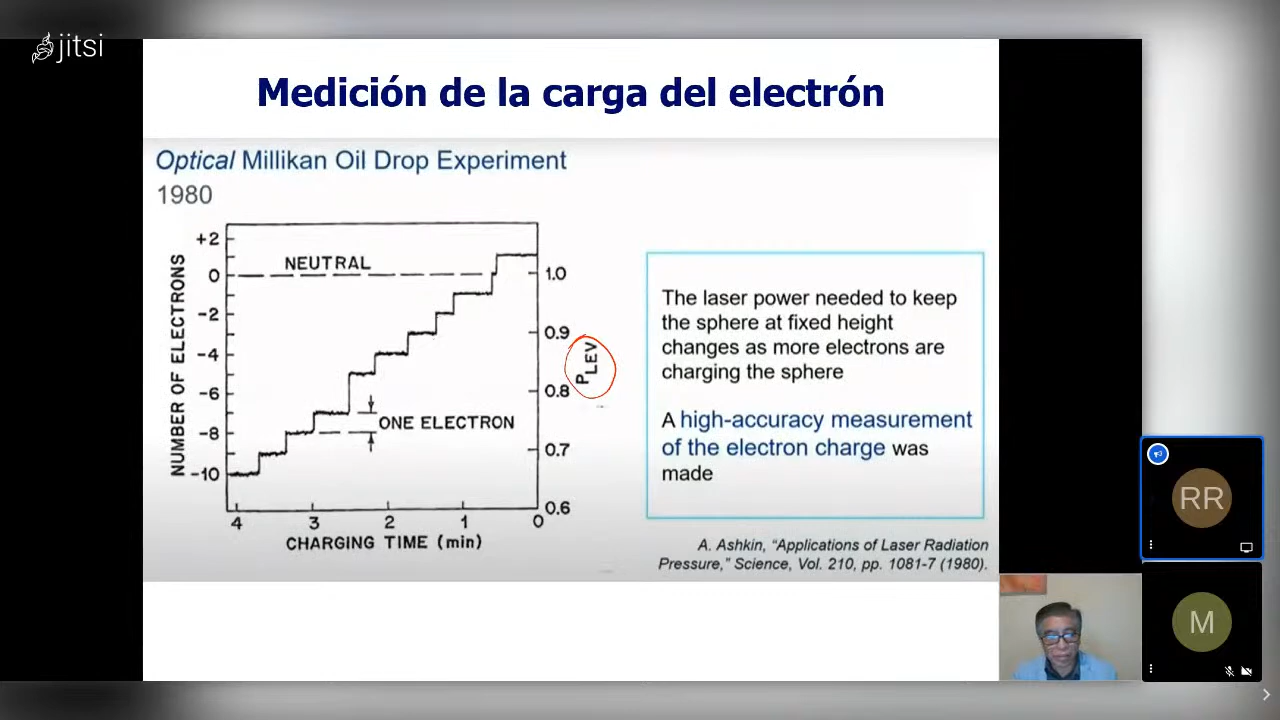 jitsi
Medición de la carga del electrón
Optical Millikan Oil Drop Experiment
1980
NUMBER OF ELECTRONS
+2
0
-2
-4
-6
-8
-10
NEUTRAL
ONE ELECTRON
1.0
0.9
0.8
0.7
0.6
PLEV
4 3 2 1 0
CHARGING TIME (min)
The laser power needed to keep
the sphere at fixed height
changes as more electrons are
charging the sphere
A high-accuracy measurement
of the electron charge was
made
A. Ashkin, “Applications of Laser Radiation
Pressure,” Science, Vol. 210, pp. 1081-7 (1980).
RR
M